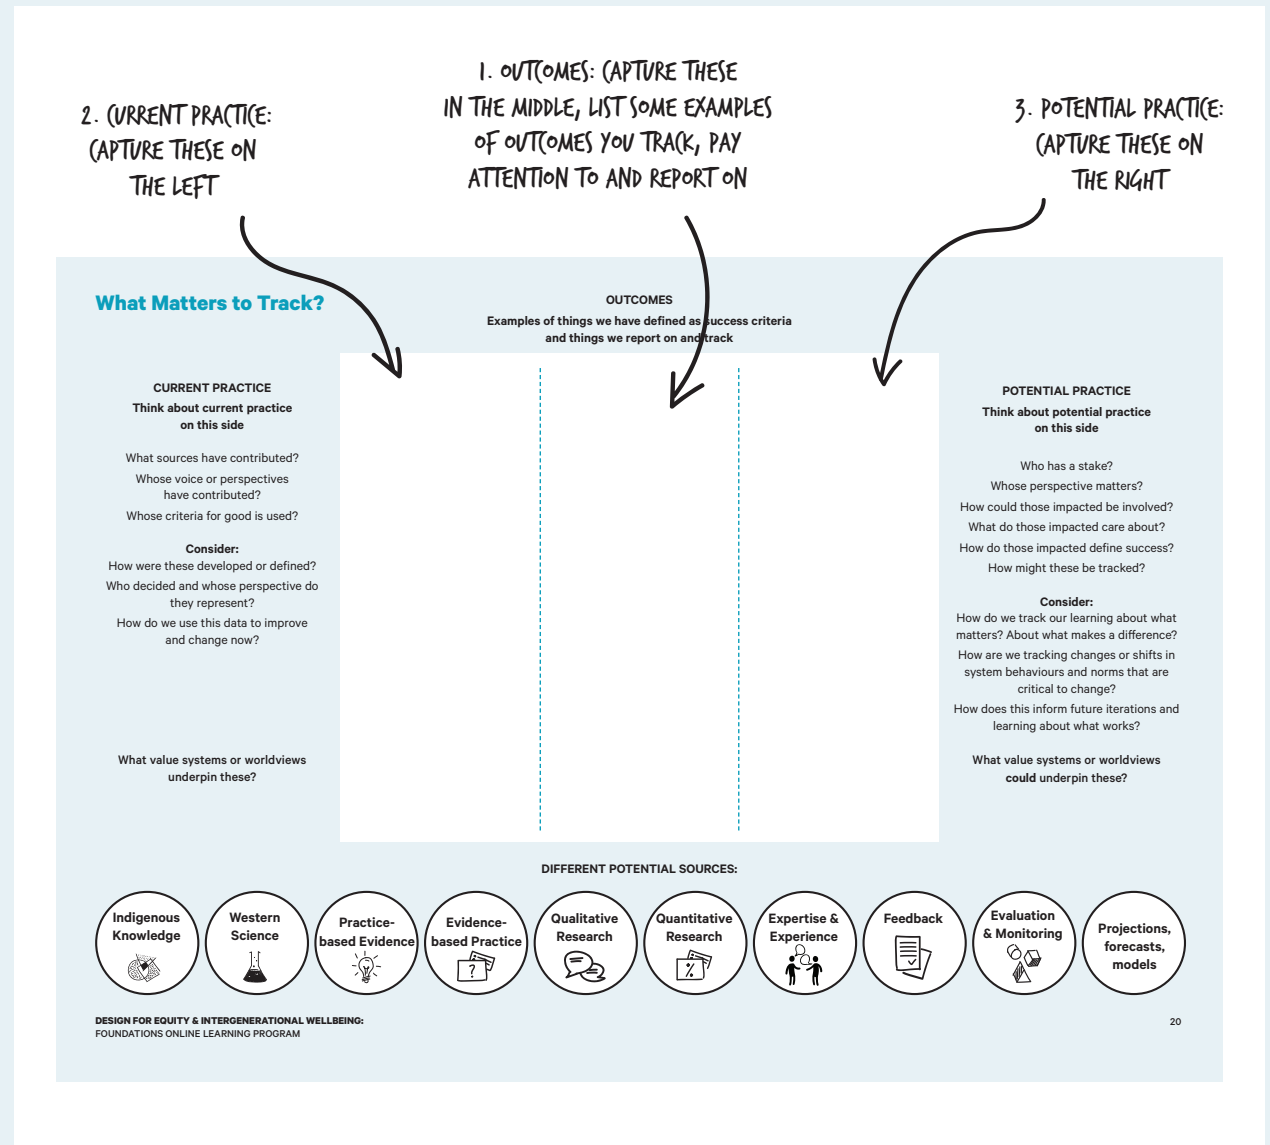 2. CURRENT PRACTICE:
CAPTURE THESE ON
THE LEFT
1. OUTCOMES: CAPTURE THESE
IN THE MIDDLE, LIST SOME EXAMPLES
OF OUTCOMES YOU TRACK, PAY
ATTENTION TO AND REPORT ON
3. POTENTIAL PRACTICE:
CAPTURE THESE ON
THE RIGHT
What Matters to Track?
OUTCOMES
Examples of things we have defined as success criteria
and things we report on and track
CURRENT PRACTICE
Think about current practice
on this side
What sources have contributed?
Whose voice or perspectives
have contributed?
Whose criteria for good is used?
Consider:
How were these developed or defined?
Who decided and whose perspective do
they represent?
How do we use this data to improve
and change now?
What value systems or worldviews
underpin these?
POTENTIAL PRACTICE
Think about potential practice
on this side
Who has a stake?
Whose perspective matters?
How could those impacted be involved?
What do those impacted care about?
How do those impacted define success?
How might these be tracked?
Consider:
How do we track our learning about what
matters? About what makes a difference?
How are we tracking changes or shifts in
system behaviours and norms that are
critical to change?
How does this inform future iterations and
learning about what works?
What value systems or worldviews
could underpin these?
DIFFERENT POTENTIAL SOURCES:
Indigenous
Knowledge
Western
Science
Practice-
based Evidence
Evidence-
based Practice
?
Qualitative
Research
Quantitative
Research
%
Expertise &
Experience
Feedback
Evaluation
& Monitoring
Projections,
forecasts,
models
DESIGN FOR EQUITY & INTERGENERATIONAL WELLBEING:
FOUNDATIONS ONLINE LEARNING PROGRAM
20